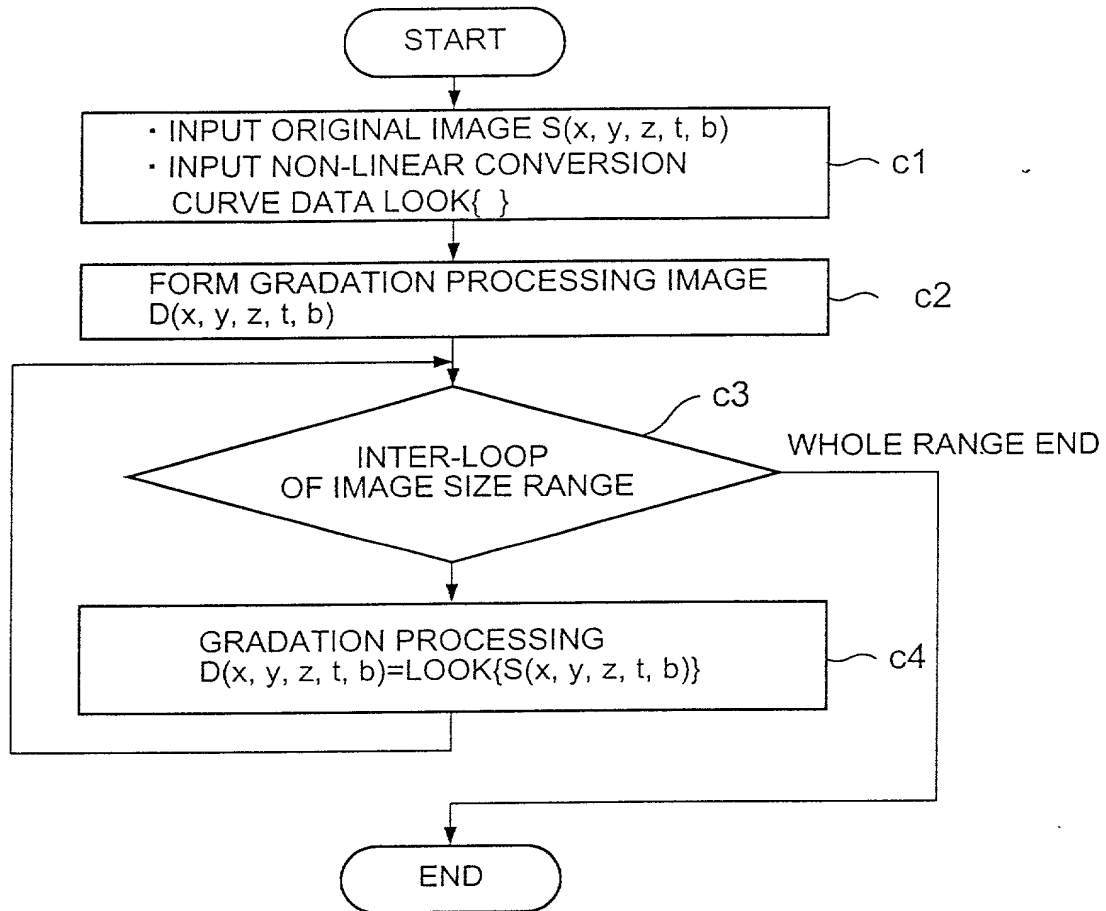 START
· INPUT ORIGINAL IMAGE S(x, y, z, t, b)
· INPUT NON-LINEAR CONVERSION
CURVE DATA LOOK{ }
c1
FORM GRADATION PROCESSING IMAGE
D(x, y, z, t, b)
c2
c3
WHOLE RANGE END
INTER-LOOP
OF IMAGE SIZE RANGE
GRADATION PROCESSING
D(x, y, z, t, b)=LOOK{S(x, y, z, t, b)}
c4
END